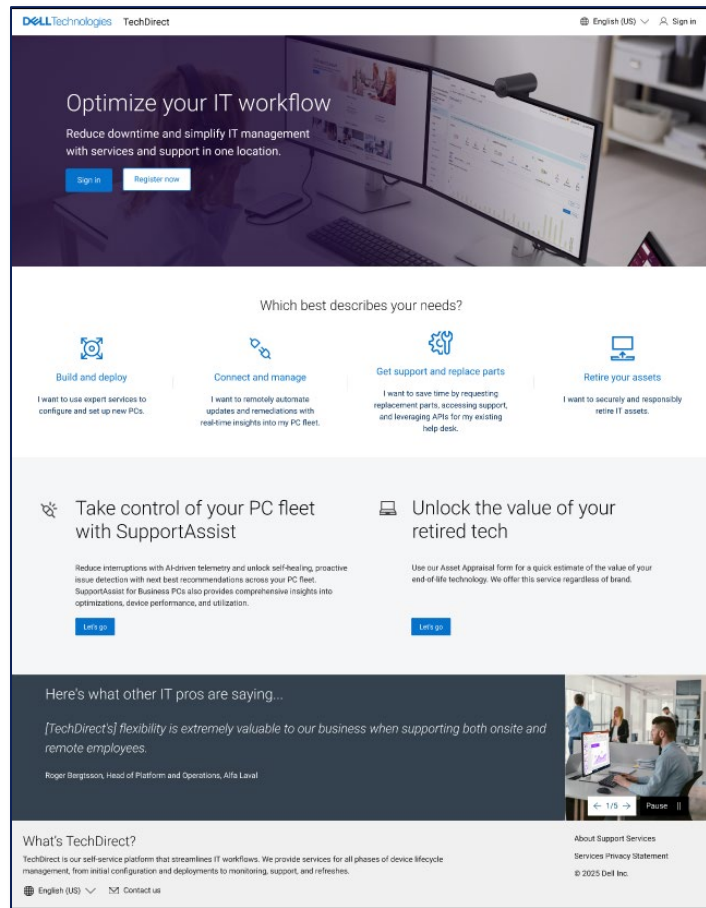 DELLTechnologies TechDirect
English (US) Sign in
Optimize your IT workflow
Reduce downtime and simplify IT management
with services and support in one location.
Sign in Register now
Which best describes your needs?
Build and deploy
I want to use expert services to
configure and set up new PCs.
Connect and manage
I want to remotely automate
updates and remediations with
real-time insights into my PC fleet.
Get support and replace parts
I want to save time by requesting
replacement parts, accessing support,
and leveraging APIs for my existing
help desk.
Retire your assets
I want to securely and responsibly
retire IT assets.
Take control of your PC fleet
with SupportAssist
Reduce interruptions with AI-driven telemetry and unlock self-healing, proactive
issue detection with next best recommendations across your PC fleet.
SupportAssist for Business PCs also provides comprehensive insights into
optimizations, device performance, and utilization.
Let's go
Unlock the value of your
retired tech
Use our Asset Appraisal form for a quick estimate of the value of your
end-of-life technology. We offer this service regardless of brand.
Let's go
Here's what other IT pros are saying...
[TechDirect's] flexibility is extremely valuable to our business when supporting both onsite and
remote employees.
Roger Bergtsson, Head of Platform and Operations, Alfa Laval
← 1/5 → Pause ||
What's TechDirect?
TechDirect is our self-service platform that streamlines IT workflows. We provide services for all phases of device lifecycle
management, from initial configuration and deployments to monitoring, support, and refreshes.
English (US) Contact us
About Support Services
Services Privacy Statement
© 2025 Dell Inc.